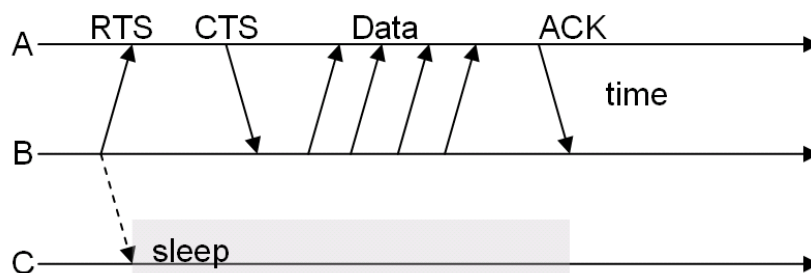 RTS CTS Data ACK
A
time
B
sleep
C